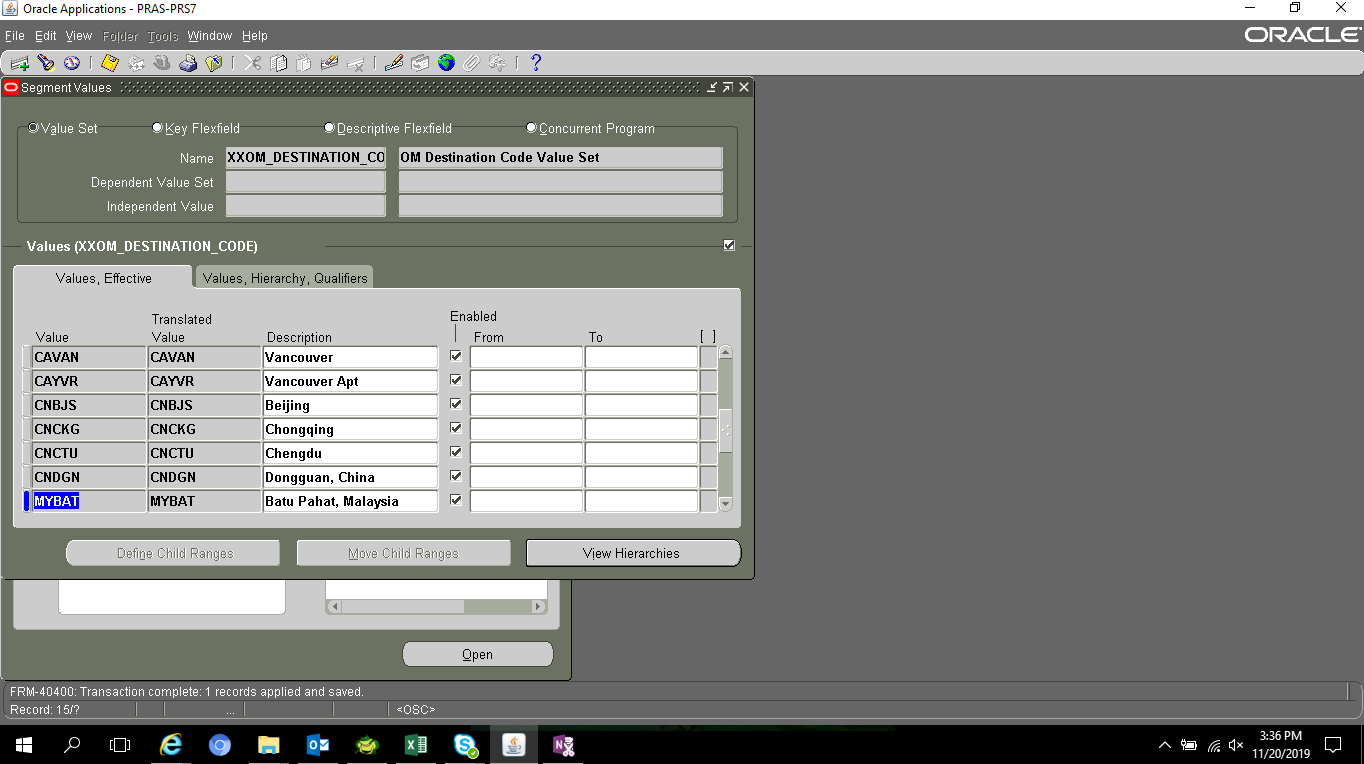 Oracle Applications - PRAS-PRS7
File Edit View Folder Tools Window Help
ORACLE
Segment Values
Value Set Key Flexfield Descriptive Flexfield Concurrent Program
Name XXOM_DESTINATION_CO OM Destination Code Value Set
Dependent Value Set
Independent Value
Values (XXOM_DESTINATION_CODE)
Values, Effective Values, Hierarchy, Qualifiers
Enabled
Translated
Value Value Description From To [ ]
CAVAN CAVAN Vancouver
CAYVR CAYVR Vancouver Apt
CNBJS CNBJS Beijing
CNCKG CNCKG Chongqing
CNCTU CNCTU Chengdu
CNDGN CNDGN Dongguan, China
MYBAT MYBAT Batu Pahat, Malaysia
Define Child Ranges Move Child Ranges View Hierarchies
Open
FRM-40400: Transaction complete: 1 records applied and saved.
Record: 15/? ... <OSC>
3:36 PM
11/20/2019